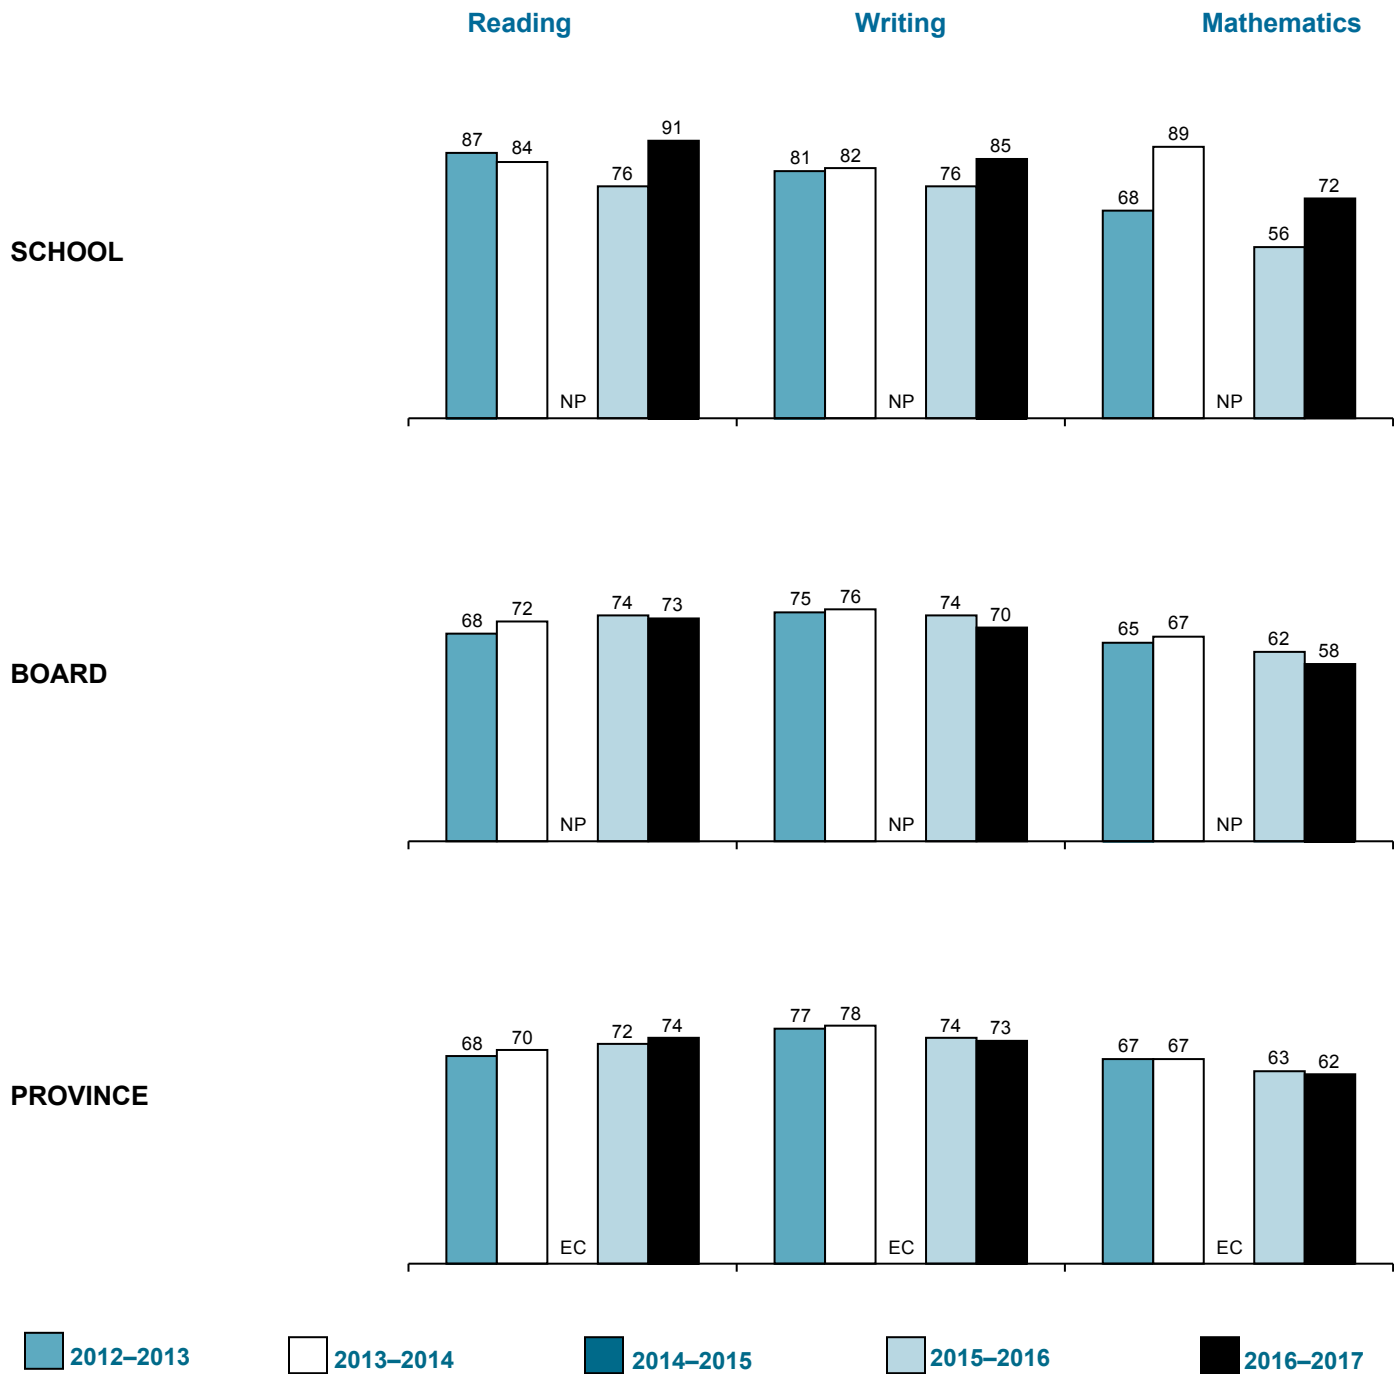 Reading Writing Mathematics
SCHOOL
87 84 NP 76 91 81 82 NP 76 85 68 89 NP 56 72
BOARD
68 72 NP 74 73 75 76 NP 74 70 65 67 NP 62 58
PROVINCE
68 70 EC 72 74 77 78 EC 74 73 67 67 EC 63 62
2012–2013 2013–2014 2014–2015 2015–2016 2016–2017